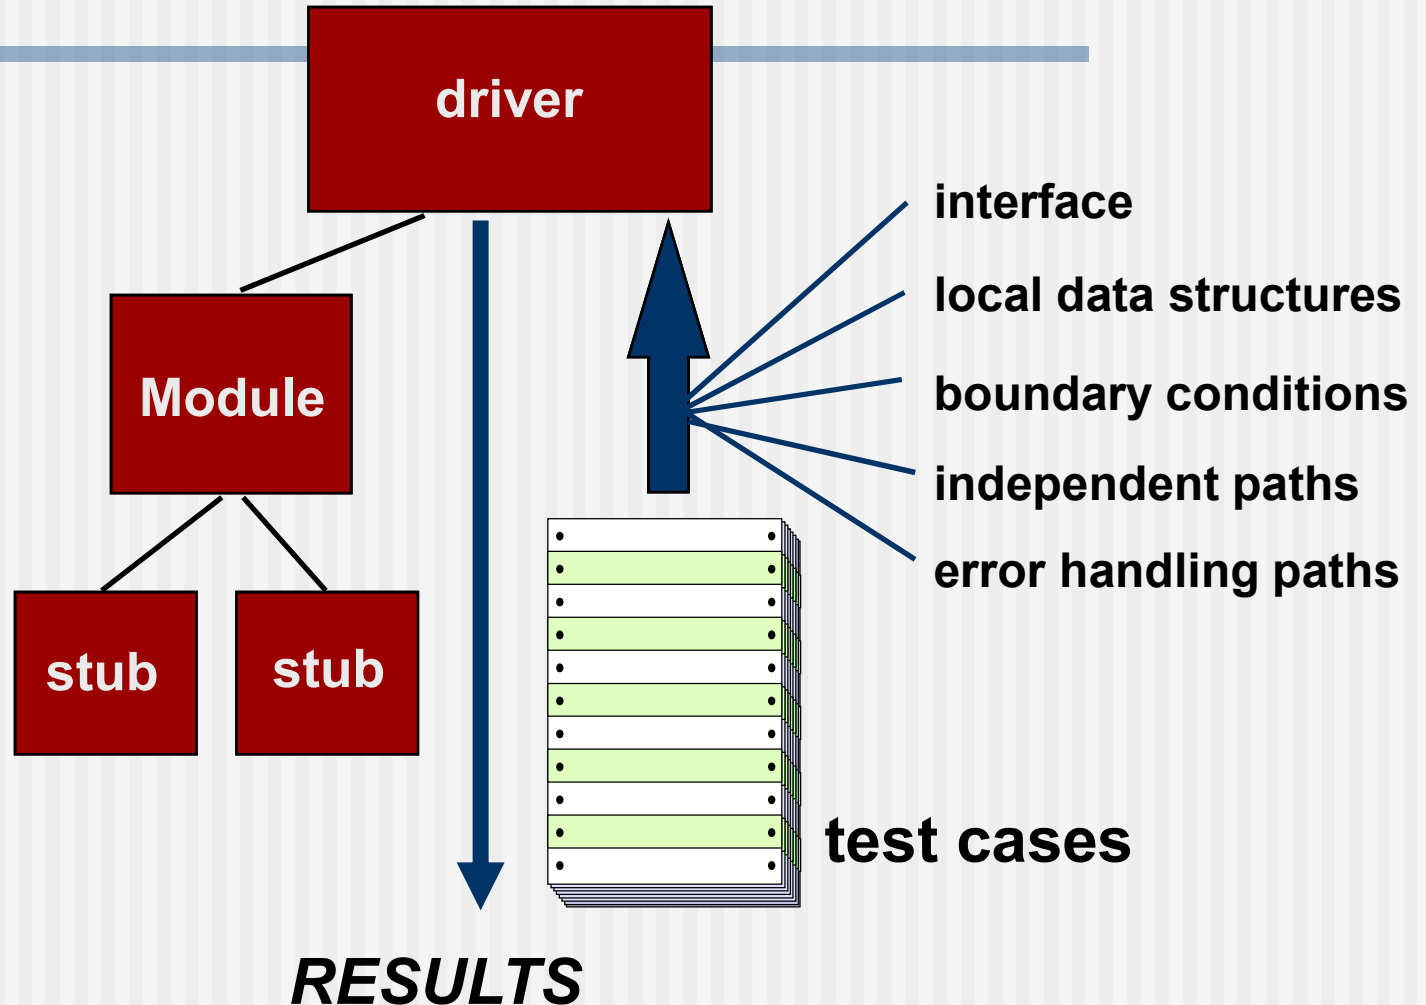 driver
interface
local data structures
Module
boundary conditions
independent paths
error handling paths
stub
stub
test cases
RESULTS